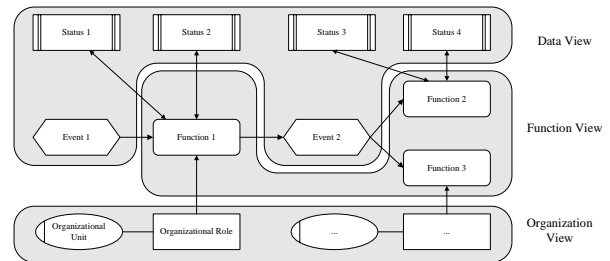 Status 1
Status 2
Status 3
Status 4
Data View
Function 2
Function View
Event 1
Function 1
Event 2
Function 3
Organizational
Unit
Organizational Role
...
...
Organization
View